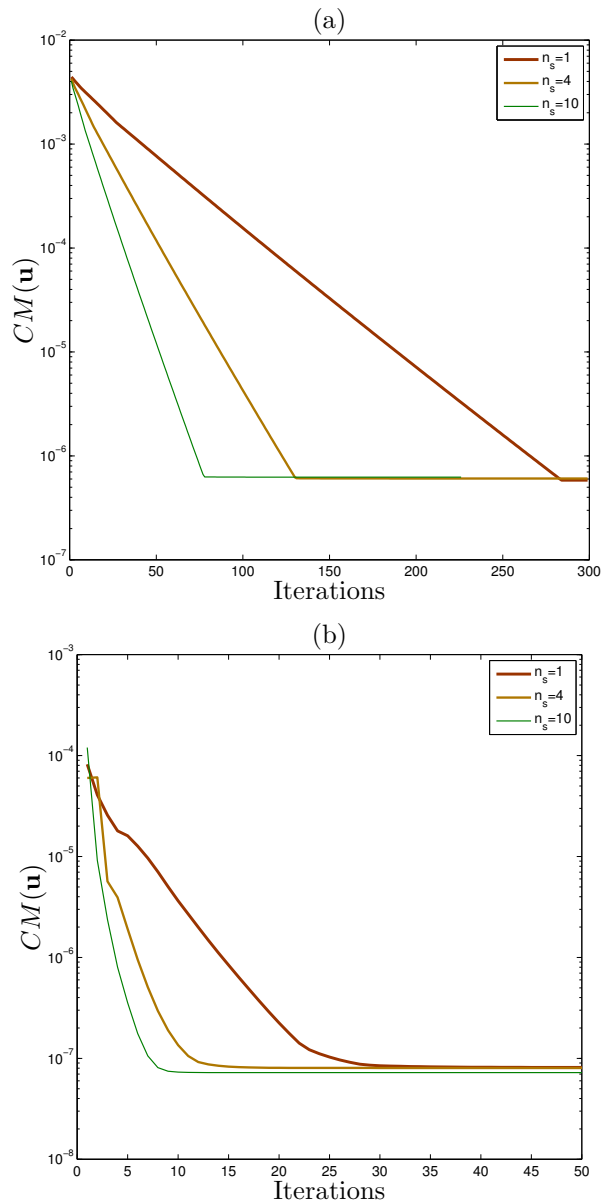 (a)
10^-2
10^-3
10^-4
10^-5
10^-6
10^-7
CM(u)
n_s=1
n_s=4
n_s=10
0 50 100 150 200 250 300
Iterations
(b)
10^-3
10^-4
10^-5
10^-6
10^-7
10^-8
CM(u)
n_s=1
n_s=4
n_s=10
0 5 10 15 20 25 30 35 40 45 50
Iterations